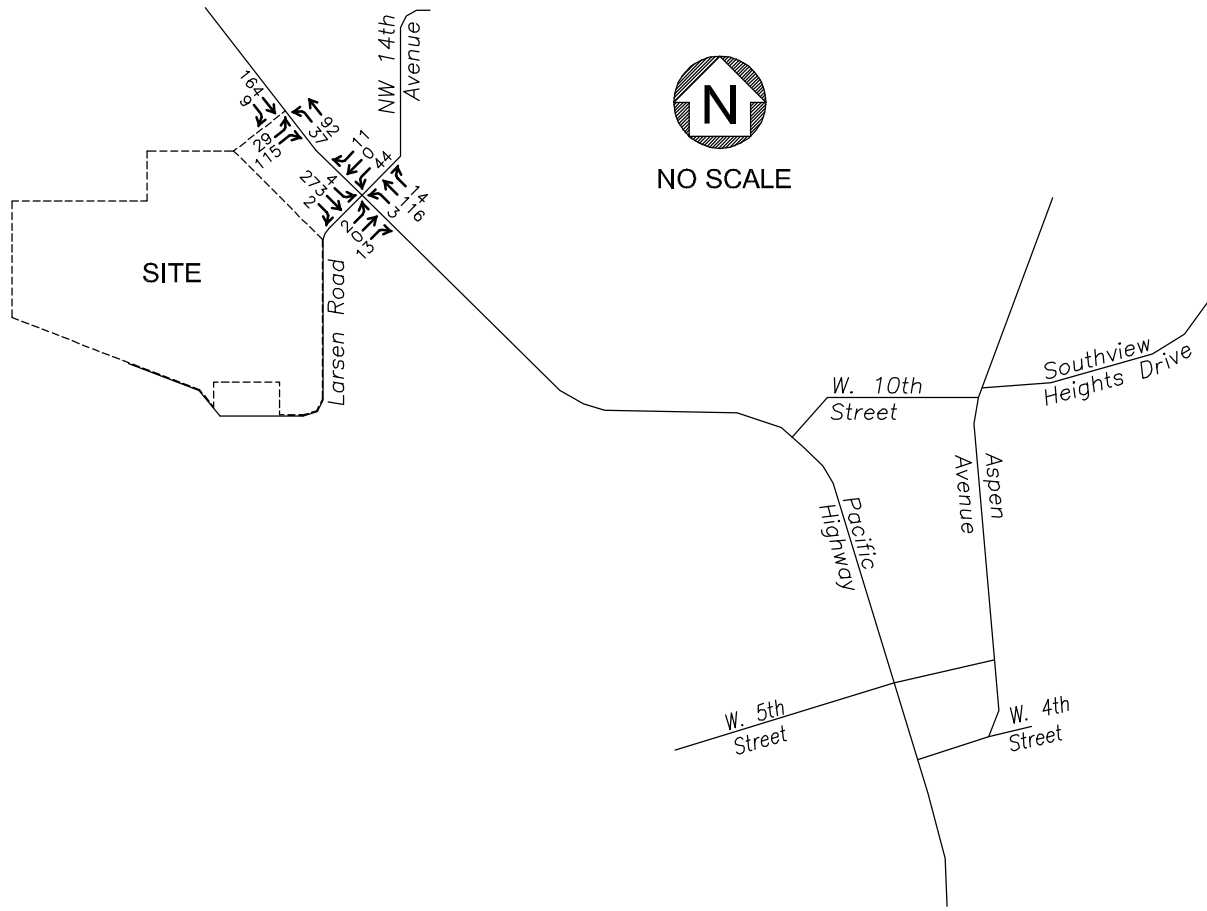 NW 14th
Avenue
N
NO SCALE
164
9
92
37
29
115
11
0
44
4
273
2
14
116
3
2
0
13
SITE
Larsen Road
W. 10th
Street
Southview
Heights Drive
Aspen
Avenue
Pacific
Highway
W. 5th
Street
W. 4th
Street